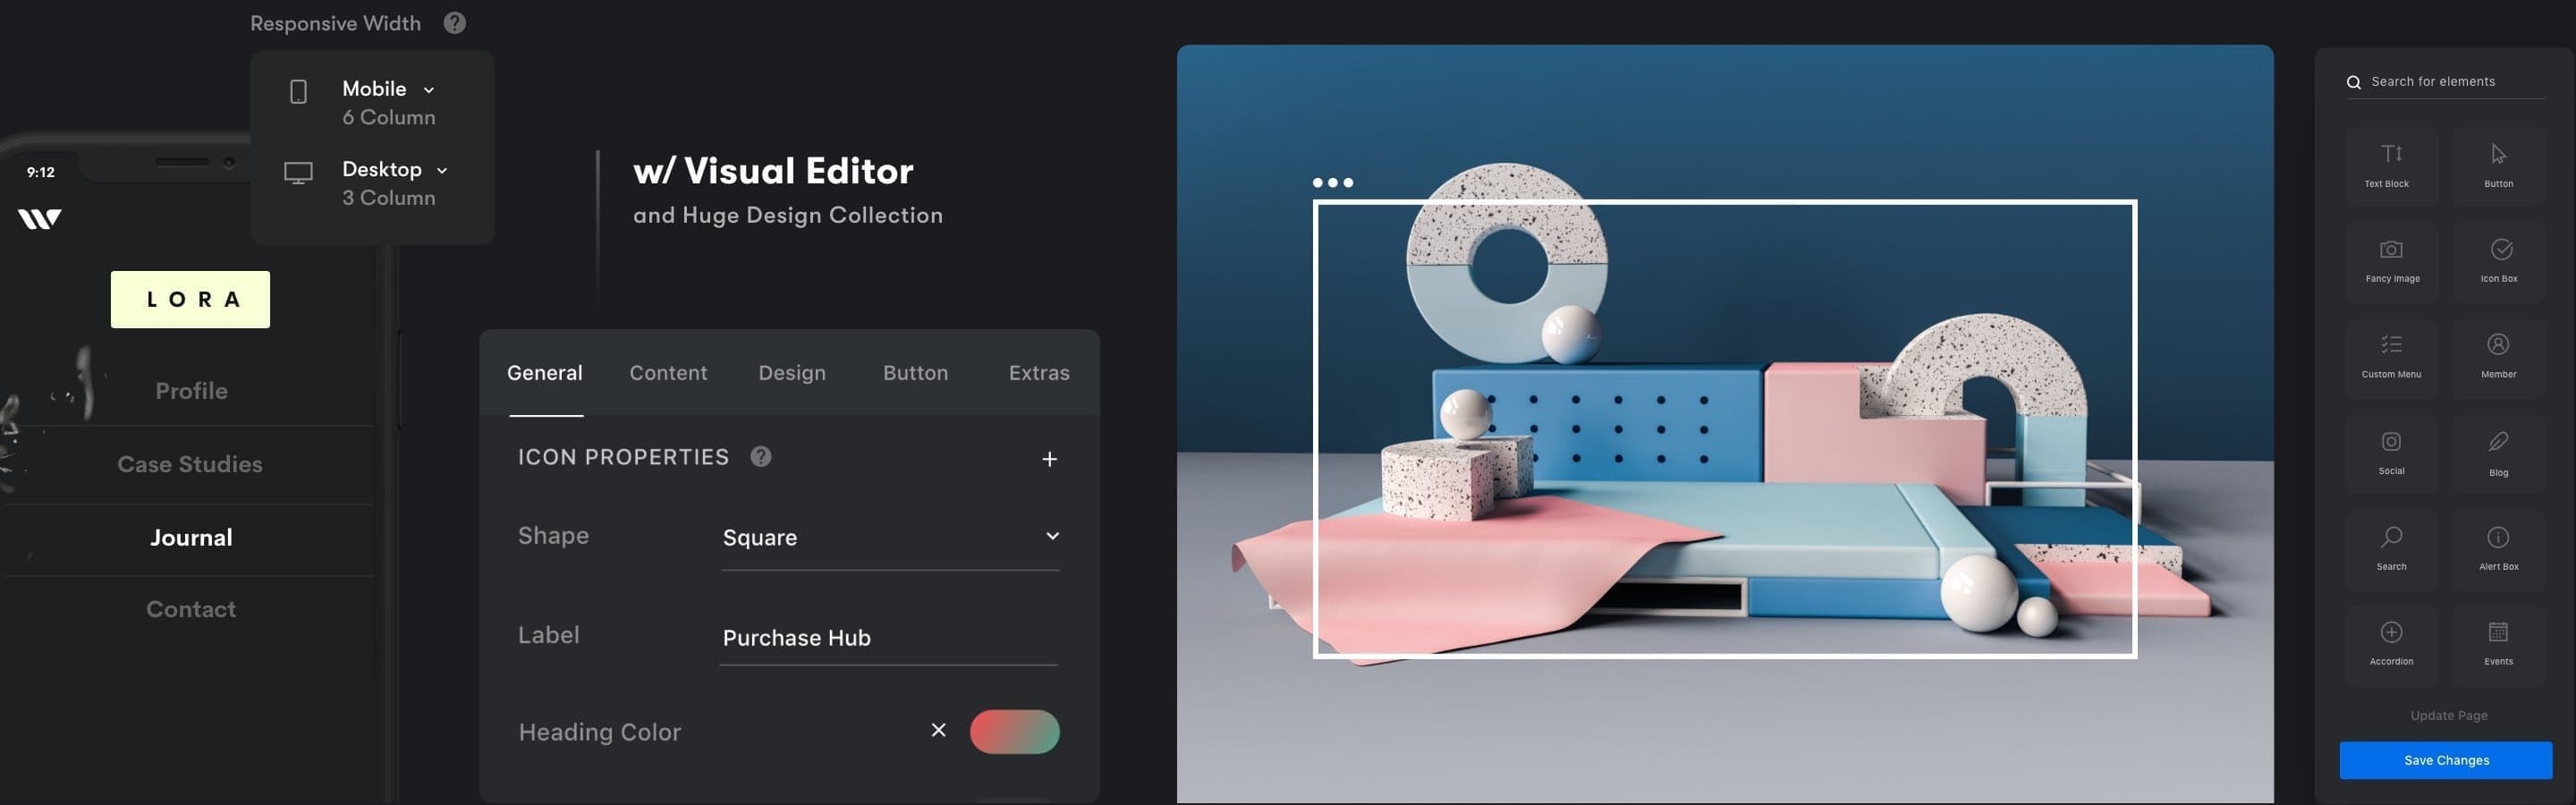 Responsive Width
?
Mobile
6 Column
Desktop
3 Column
9:12
LORA
Profile
Case Studies
Journal
Contact
w/ Visual Editor
and Huge Design Collection
General Content Design Button Extras
ICON PROPERTIES ? +
Shape Square
Label Purchase Hub
Heading Color
Search for elements
Text Block Button
Fancy Image Icon Box
Custom Menu Member
Social Blog
Search Alert Box
Accordion Events
Update Page
Save Changes